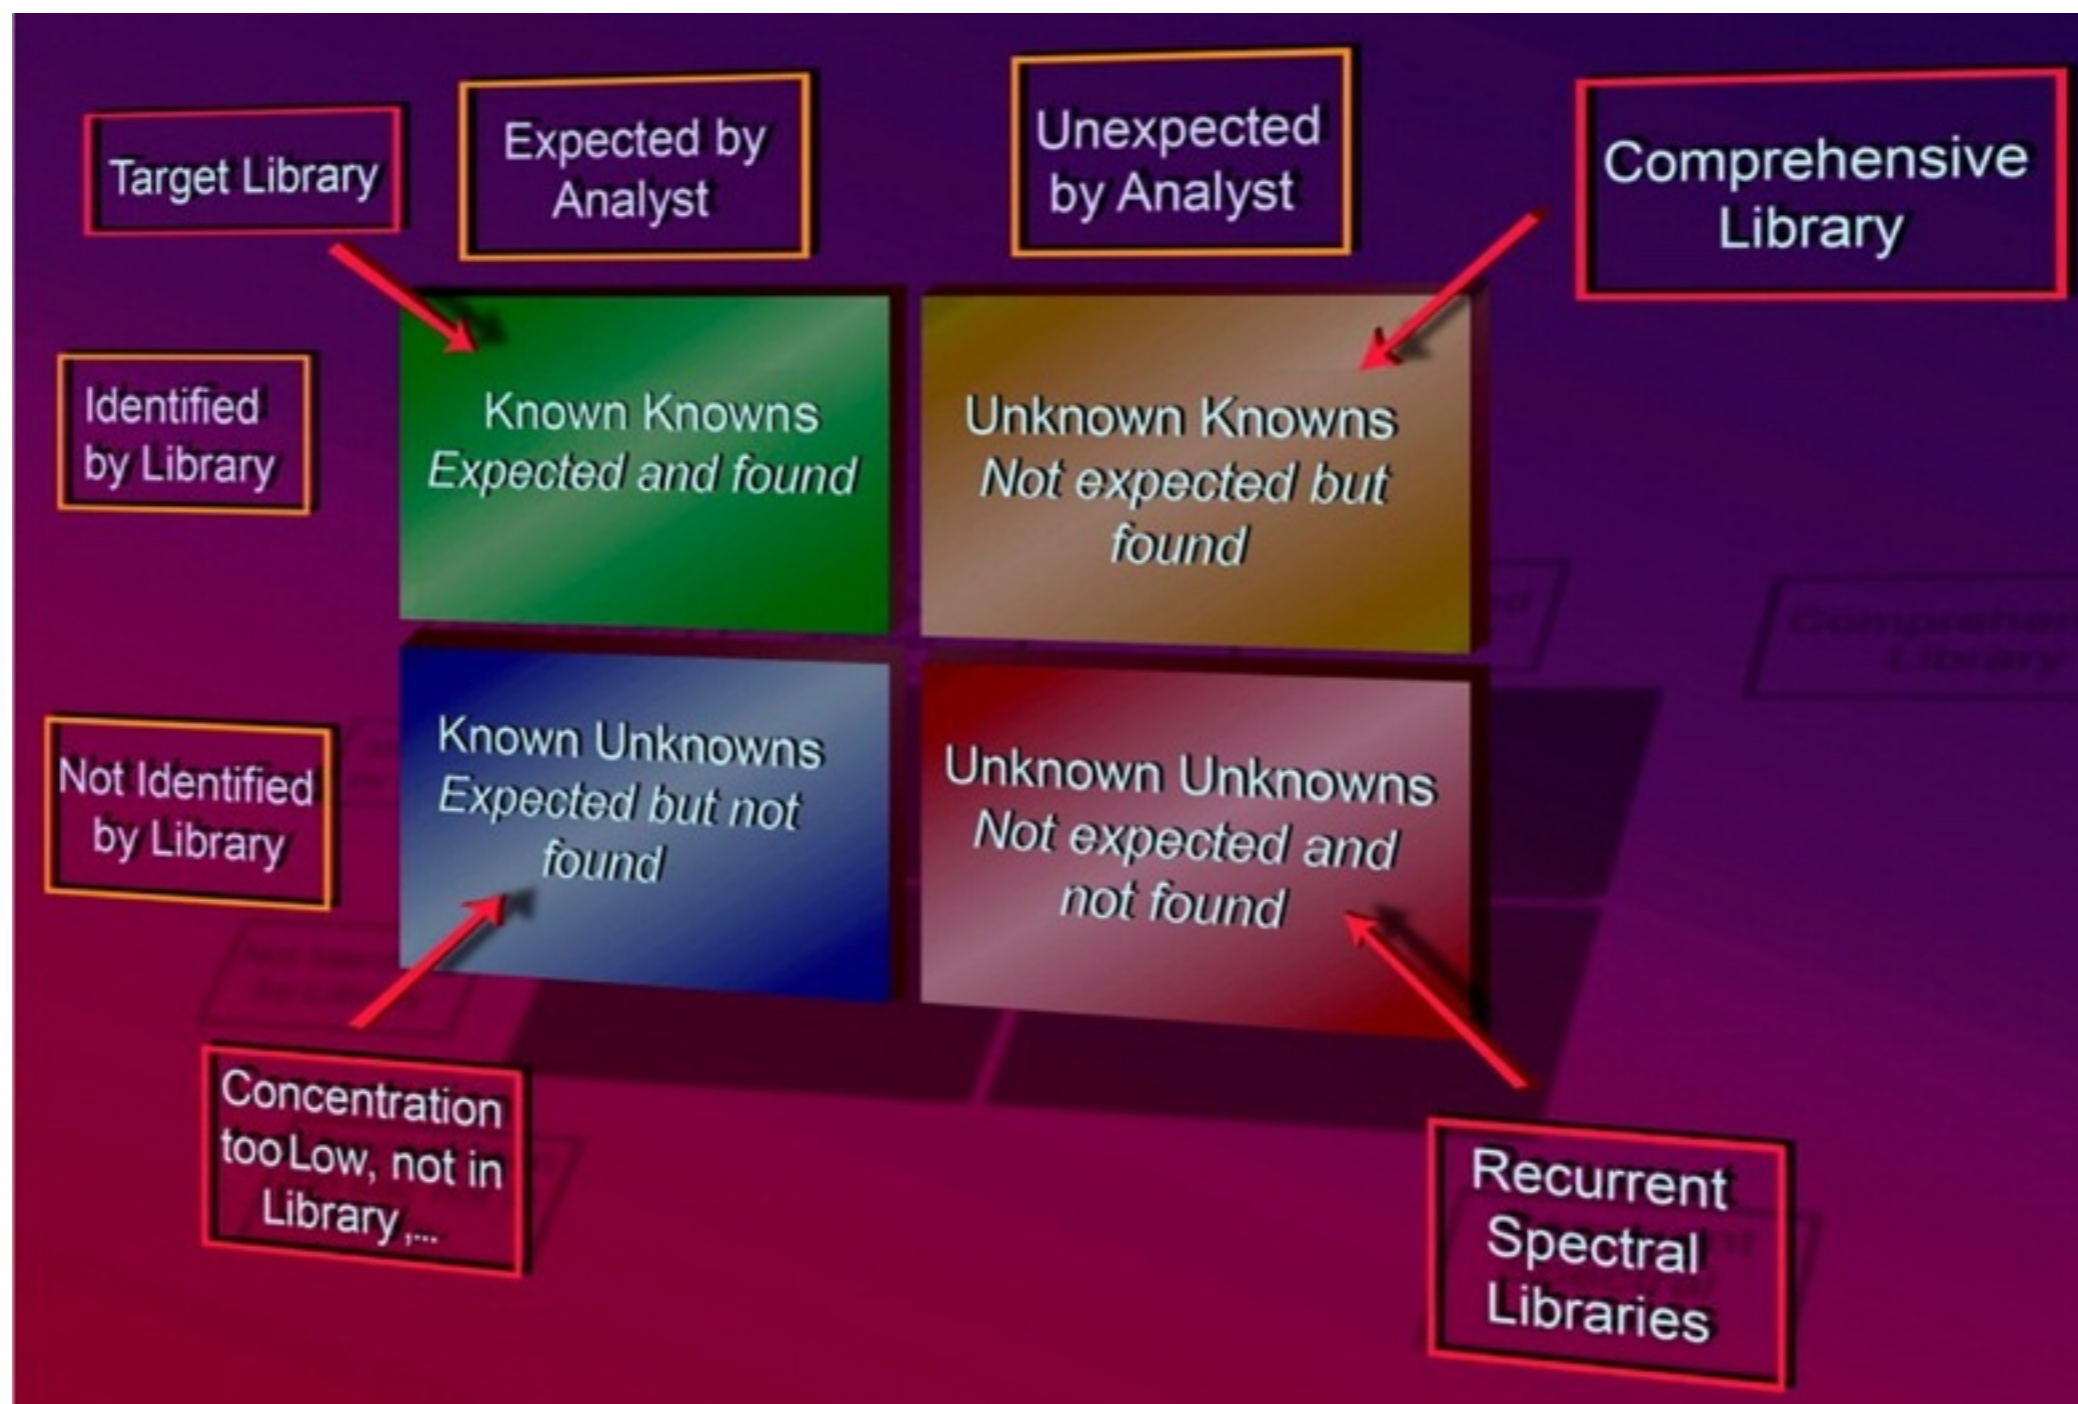 Target Library
Expected by
Analyst
Unexpected
by Analyst
Comprehensive
Library
Identified
by Library
Known Knowns
Expected and found
Unknown Knowns
Not expected but
found
Not Identified
by Library
Known Unknowns
Expected but not
found
Unknown Unknowns
Not expected and
not found
Concentration
too Low, not in
Library,...
Recurrent
Spectral
Libraries